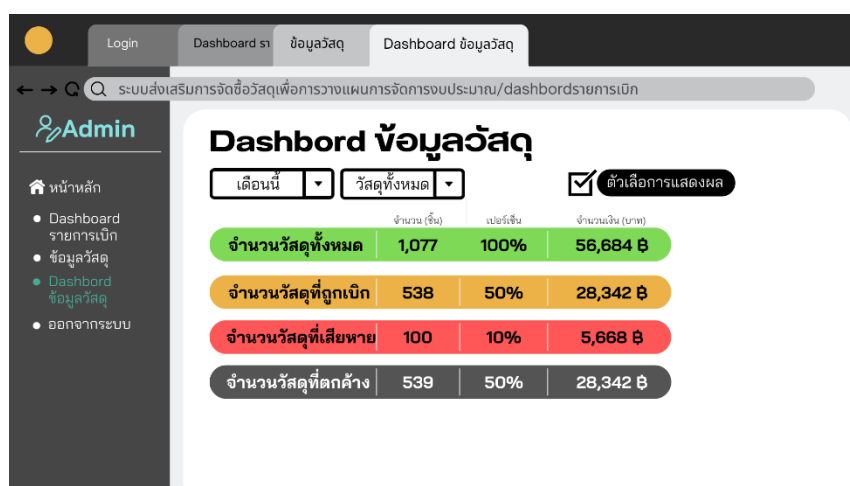 Login
Dashboard รา
ข้อมูลวัสดุ
Dashboard ข้อมูลวัสดุ
ระบบส่งเสริมการจัดซื้อวัสดุเพื่อการวางแผนการจัดการงบประมาณ/dashbordรายการเบิก
Admin
หน้าหลัก
Dashboard
รายการเบิก
ข้อมูลวัสดุ
Dashbord
ข้อมูลวัสดุ
ออกจากระบบ
Dashbord ข้อมูลวัสดุ
เดือนนี้ วัสดุทั้งหมด ตัวเลือการแสดงผล
จำนวน (ชิ้น) เปอร์เซ็น จำนวนเงิน (บาท)
จำนวนวัสดุทั้งหมด 1,077 100% 56,684 ฿
จำนวนวัสดุที่ถูกเบิก 538 50% 28,342 ฿
จำนวนวัสดุที่เสียหาย 100 10% 5,668 ฿
จำนวนวัสดุที่ตกค้าง 539 50% 28,342 ฿